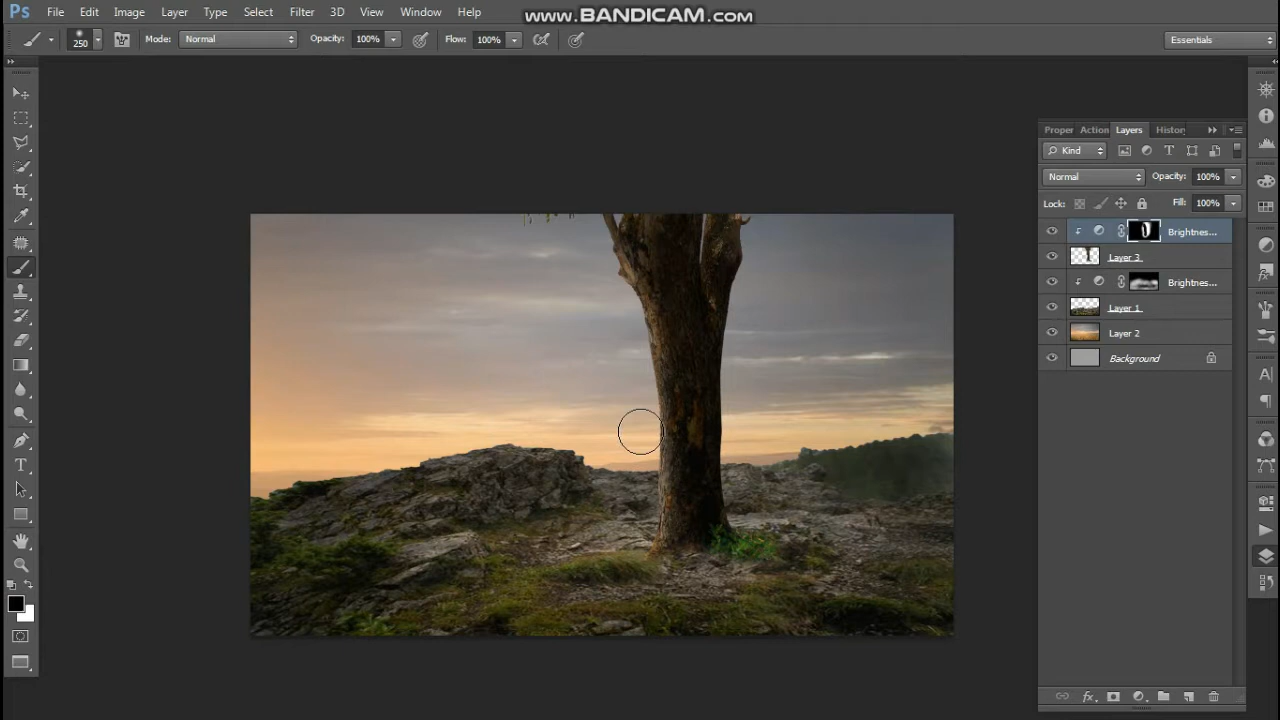 Ps File Edit Image Layer Type Select Filter 3D View Window Help
www.BANDICAM.com
250 Mode: Normal Opacity: 100% Flow: 100% Essentials
Proper Action Layers History
Kind
Normal Opacity: 100%
Lock: Fill: 100%
Brightnes...
Layer 3
Brightnes...
Layer 1
Layer 2
Background